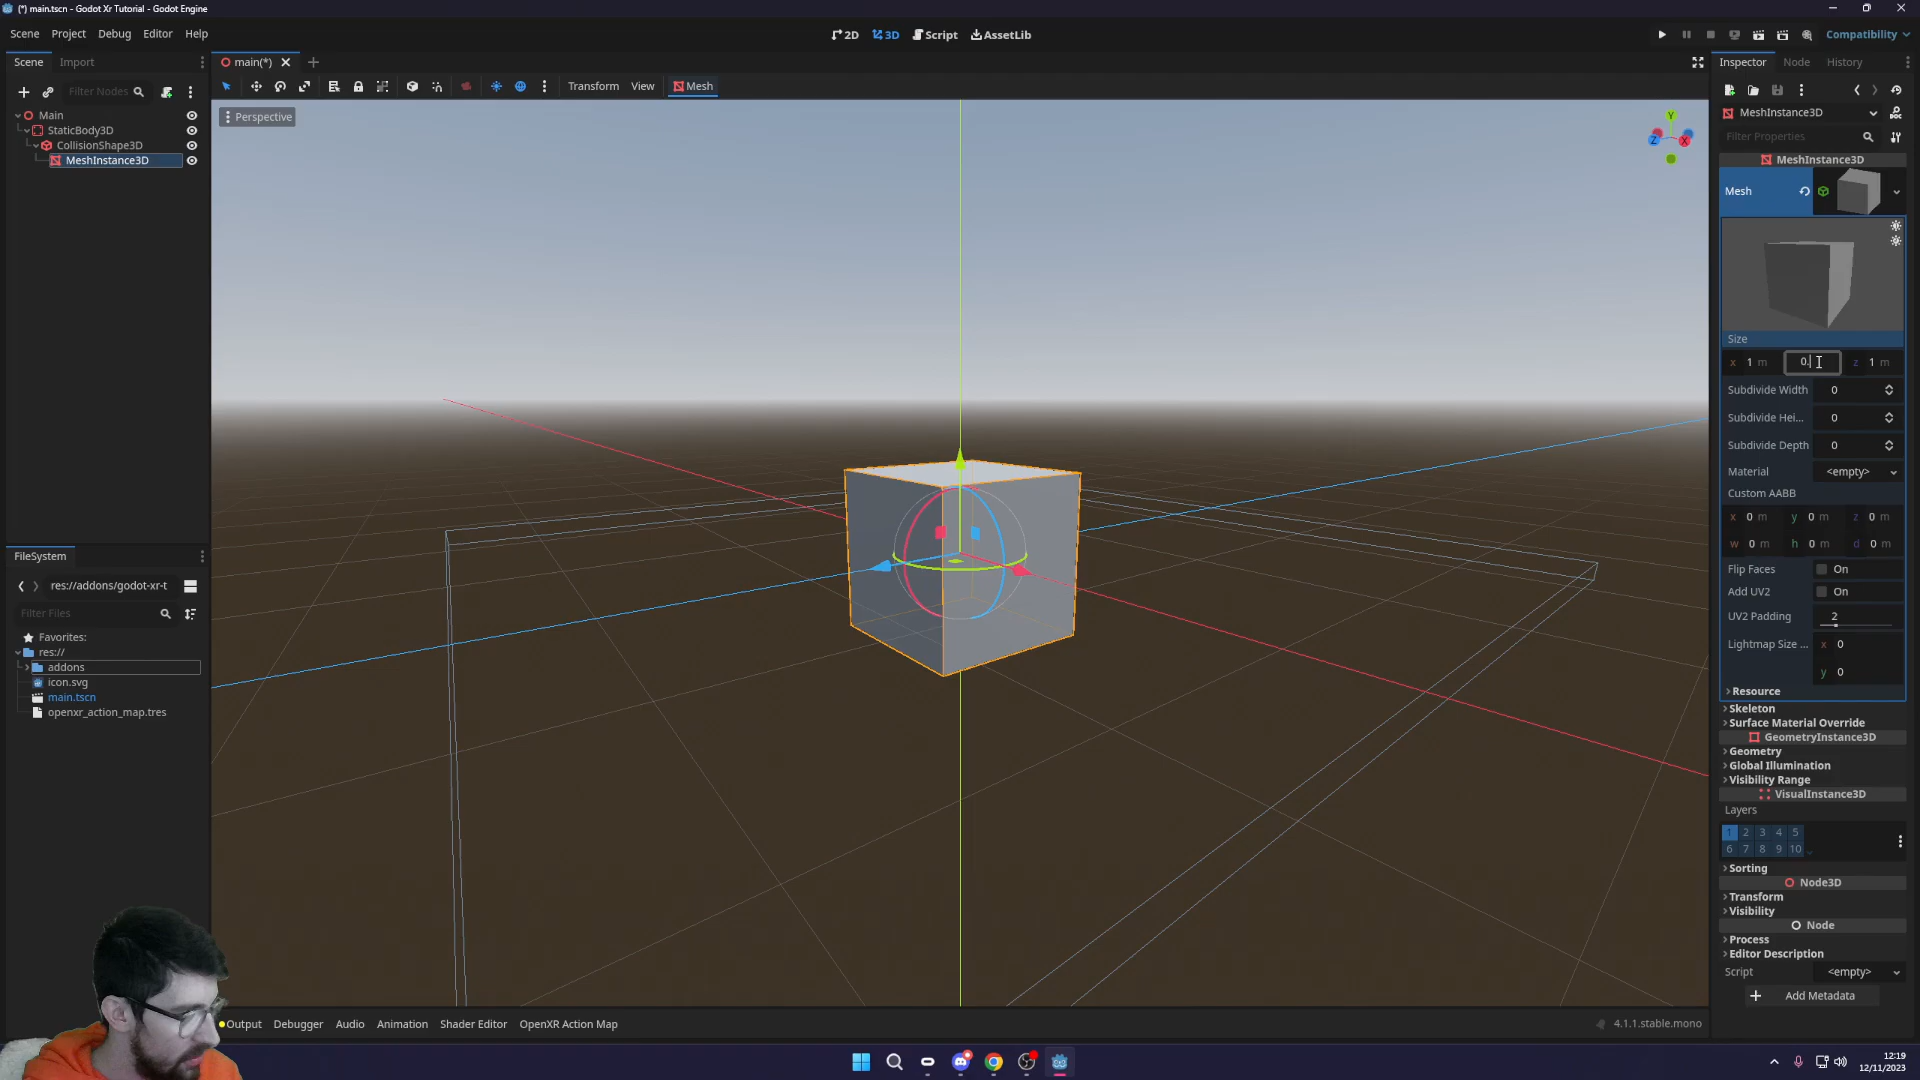 (*) main.tscn - Godot Xr Tutorial - Godot Engine
Scene Project Debug Editor Help
2D 3D Script AssetLib
Compatibility
Scene Import
main(*)
Inspector Node History
Filter Nodes
Transform View Mesh
Main
StaticBody3D
CollisionShape3D
MeshInstance3D
Perspective
Y
Z
X
MeshInstance3D
Filter Properties
MeshInstance3D
Mesh
Size
x 1 m 0. z 1 m
Subdivide Width 0
Subdivide Hei... 0
Subdivide Depth 0
Material <empty>
Custom AABB
x 0 m y 0 m z 0 m
w 0 m h 0 m d 0 m
Flip Faces On
Add UV2 On
UV2 Padding 2
Lightmap Size ... x 0
y 0
Resource
Skeleton
Surface Material Override
GeometryInstance3D
Geometry
Global Illumination
Visibility Range
VisualInstance3D
Layers
1 2 3 4 5
6 7 8 9 10
Sorting
Node3D
Transform
Visibility
Node
Process
Editor Description
Script <empty>
Add Metadata
FileSystem
res://addons/godot-xr-t
Filter Files
Favorites:
res://
addons
icon.svg
main.tscn
openxr_action_map.tres
Output Debugger Audio Animation Shader Editor OpenXR Action Map
4.1.1.stable.mono
12:19
12/11/2023